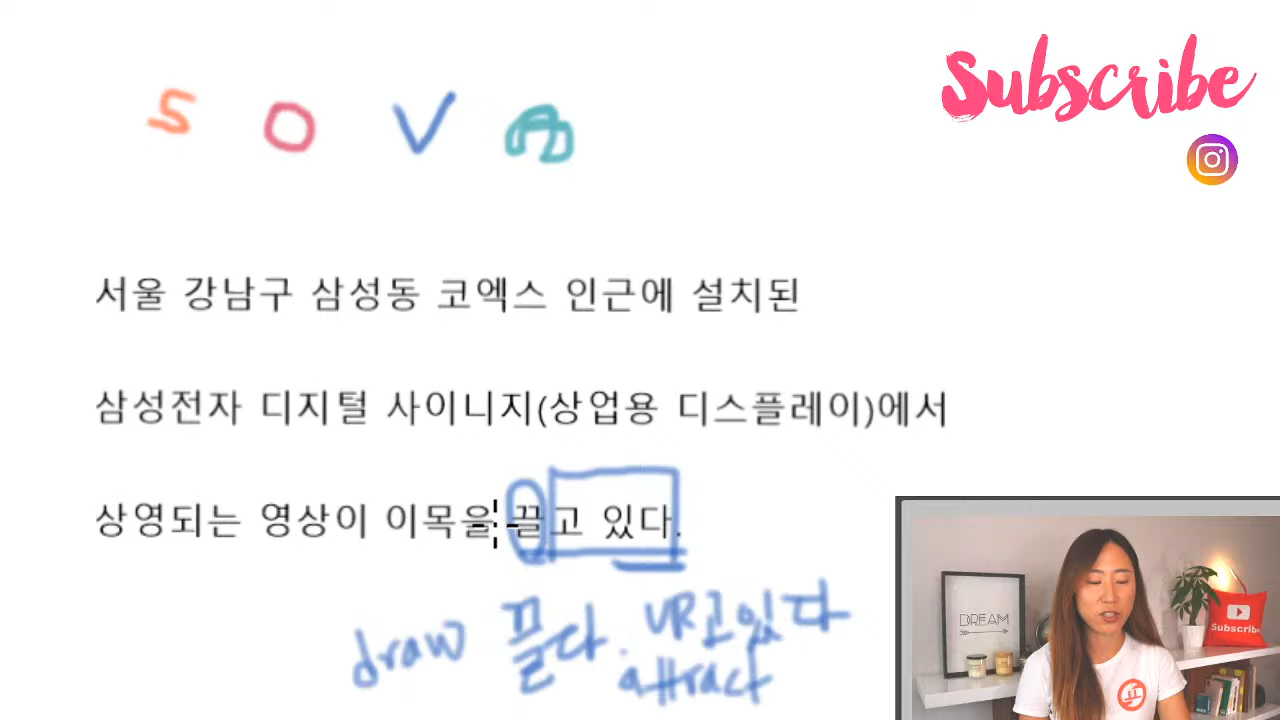 S O V A
Subscribe
서울 강남구 삼성동 코엑스 인근에 설치된
삼성전자 디지털 사이니지(상업용 디스플레이)에서
상영되는 영상이 이목을 끌고 있다.
draw 끌다. VR고있다
attract
DREAM
Subscribe